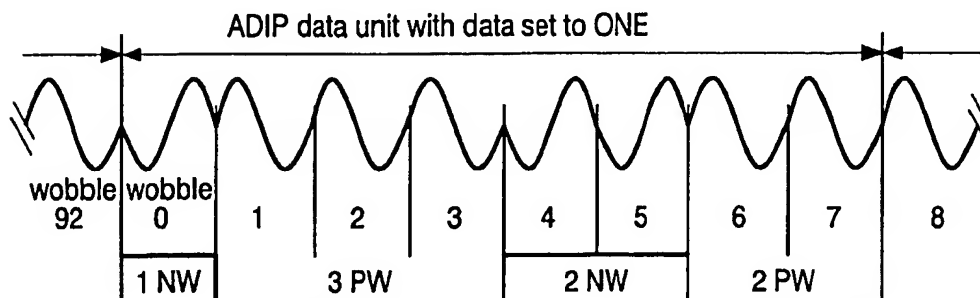 ADIP data unit with data set to ONE
wobble wobble
92 0 1 2 3 4 5 6 7 8
1 NW 3 PW 2 NW 2 PW